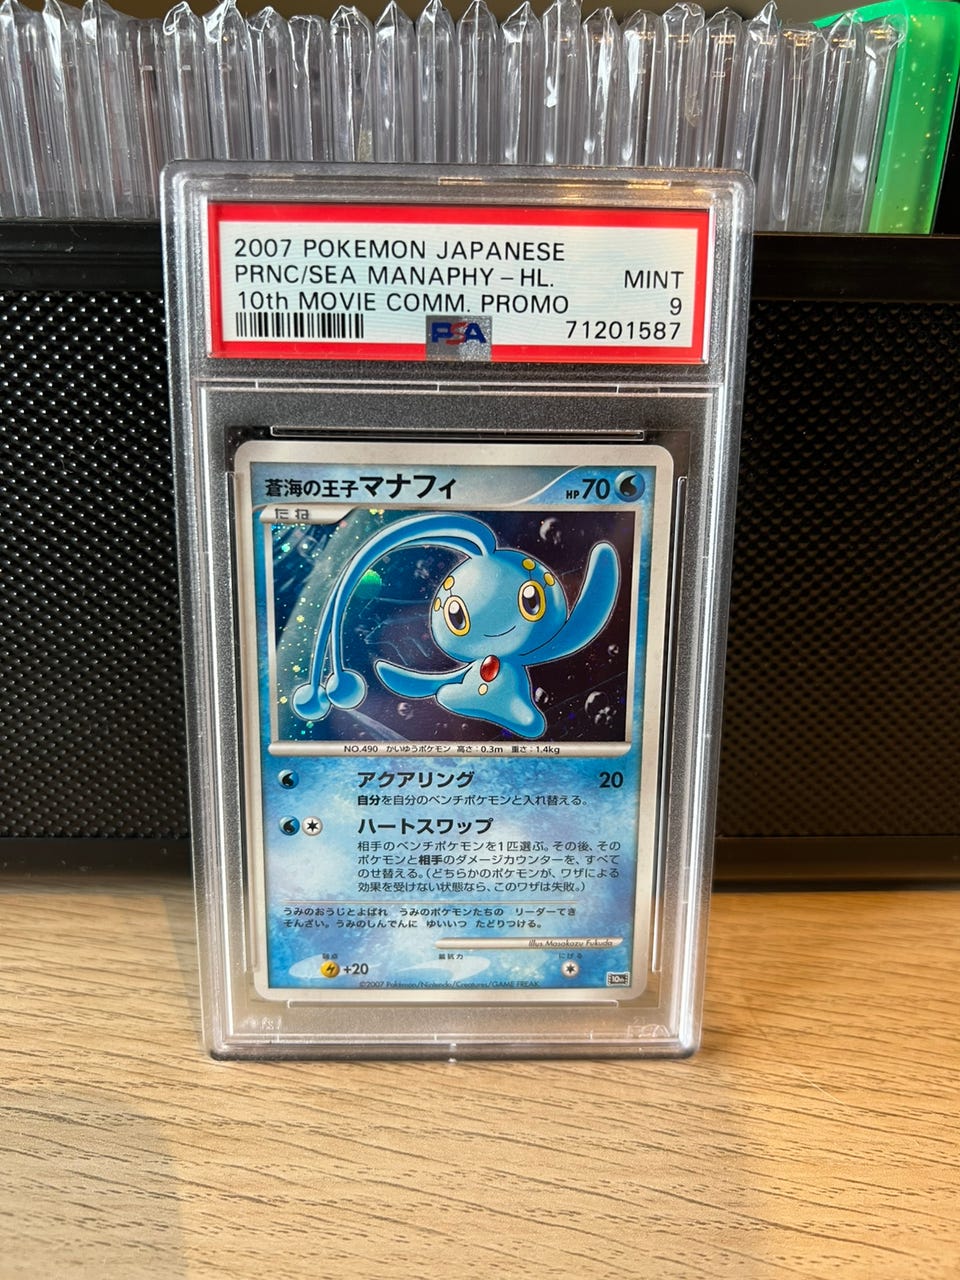 2007 POKEMON JAPANESE
PRNC/SEA MANAPHY-HL. MINT
10th MOVIE COMM. PROMO 9
PSA 71201587
蒼海の王子マナフィ HP70
たね
NO.490 かいゆうポケモン 高さ:0.3m 重さ:1.4kg
アクアリング 20
自分を自分のベンチポケモンと入れ替える。
ハートスワップ
相手のベンチポケモンを1匹選ぶ。その後、その
ポケモンと相手のダメージカウンターを、すべて
のせ替える。(どちらかのポケモンが、ワザによる
効果を受けない状態なら、このワザは失敗。)
うみのおうじとよばれ うみのポケモンたちの リーダーてき
そんざい。うみのしんでんに ゆいいつ たどりつける。
Illus. Masakazu Fukuda
弱点 抵抗力 にげる
+20
10th
©2007 Pokémon/Nintendo/Creatures/GAME FREAK